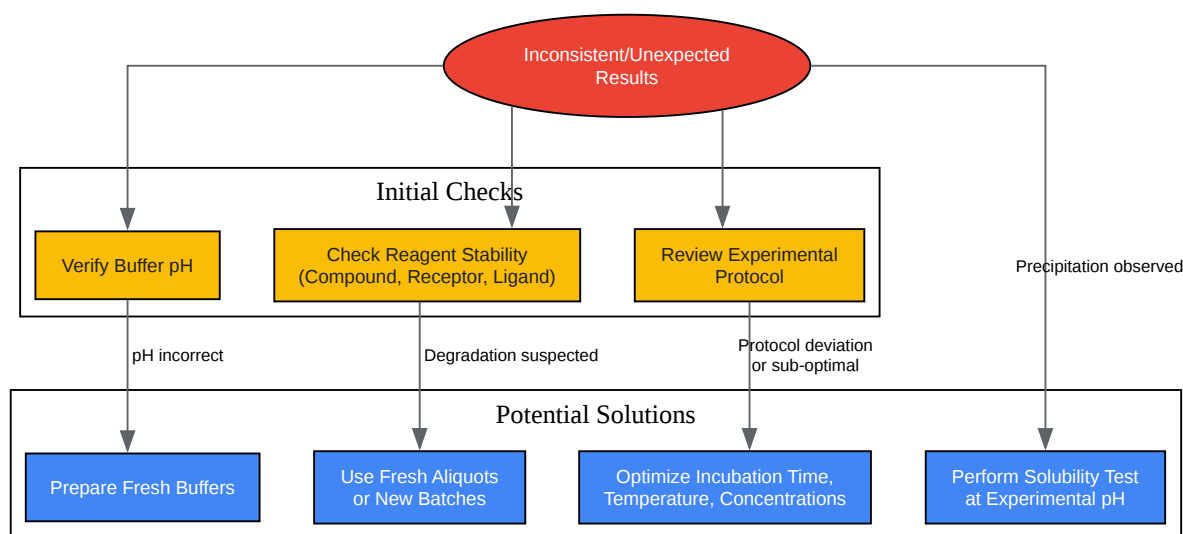 Inconsistent/Unexpected
Results
Initial Checks
Verify Buffer pH
Check Reagent Stability
(Compound, Receptor, Ligand)
Review Experimental
Protocol
Precipitation observed
pH incorrect
Degradation suspected
Protocol deviation
or sub-optimal
Potential Solutions
Prepare Fresh Buffers
Use Fresh Aliquots
or New Batches
Optimize Incubation Time,
Temperature, Concentrations
Perform Solubility Test
at Experimental pH